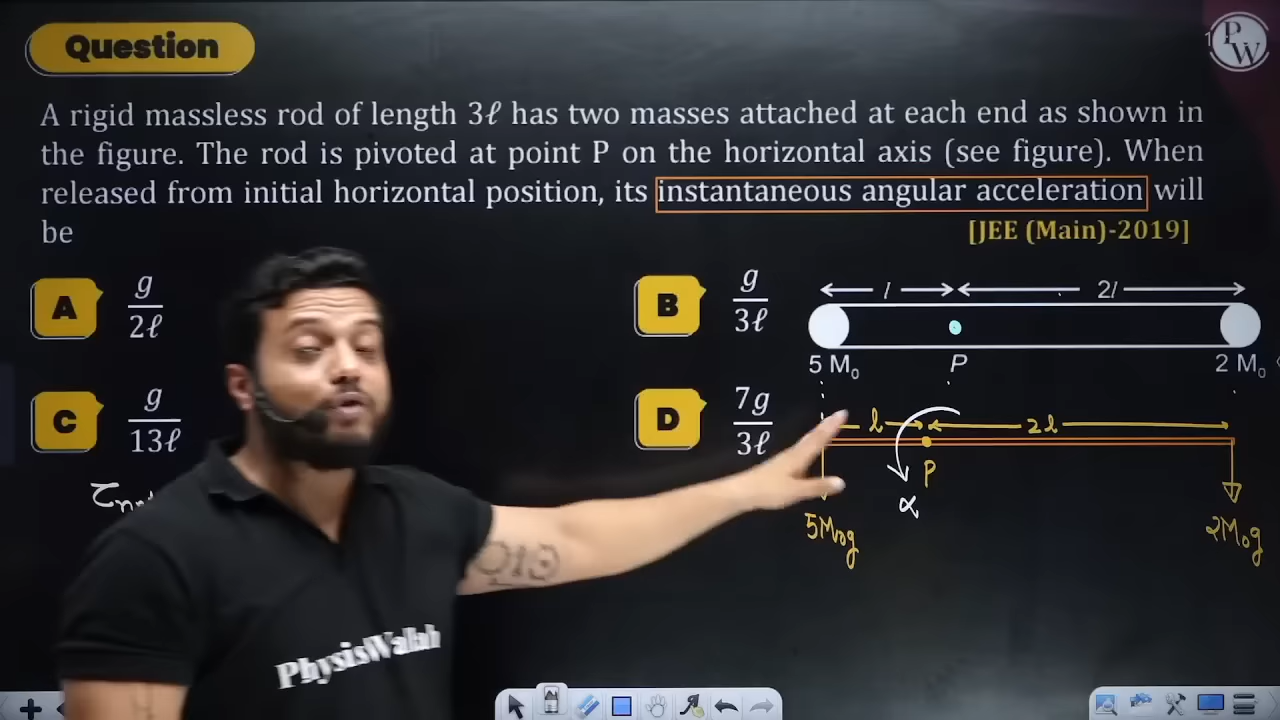 Question
PW
A rigid massless rod of length 3ℓ has two masses attached at each end as shown in
the figure. The rod is pivoted at point P on the horizontal axis (see figure). When
released from initial horizontal position, its instantaneous angular acceleration will
be
[JEE (Main)-2019]
A g/2ℓ
B g/3ℓ
C g/13ℓ
D 7g/3ℓ
l 2l
5 M₀ P 2 M₀
l 2l
P
α
5M₀g 2M₀g
PhysicsWallah